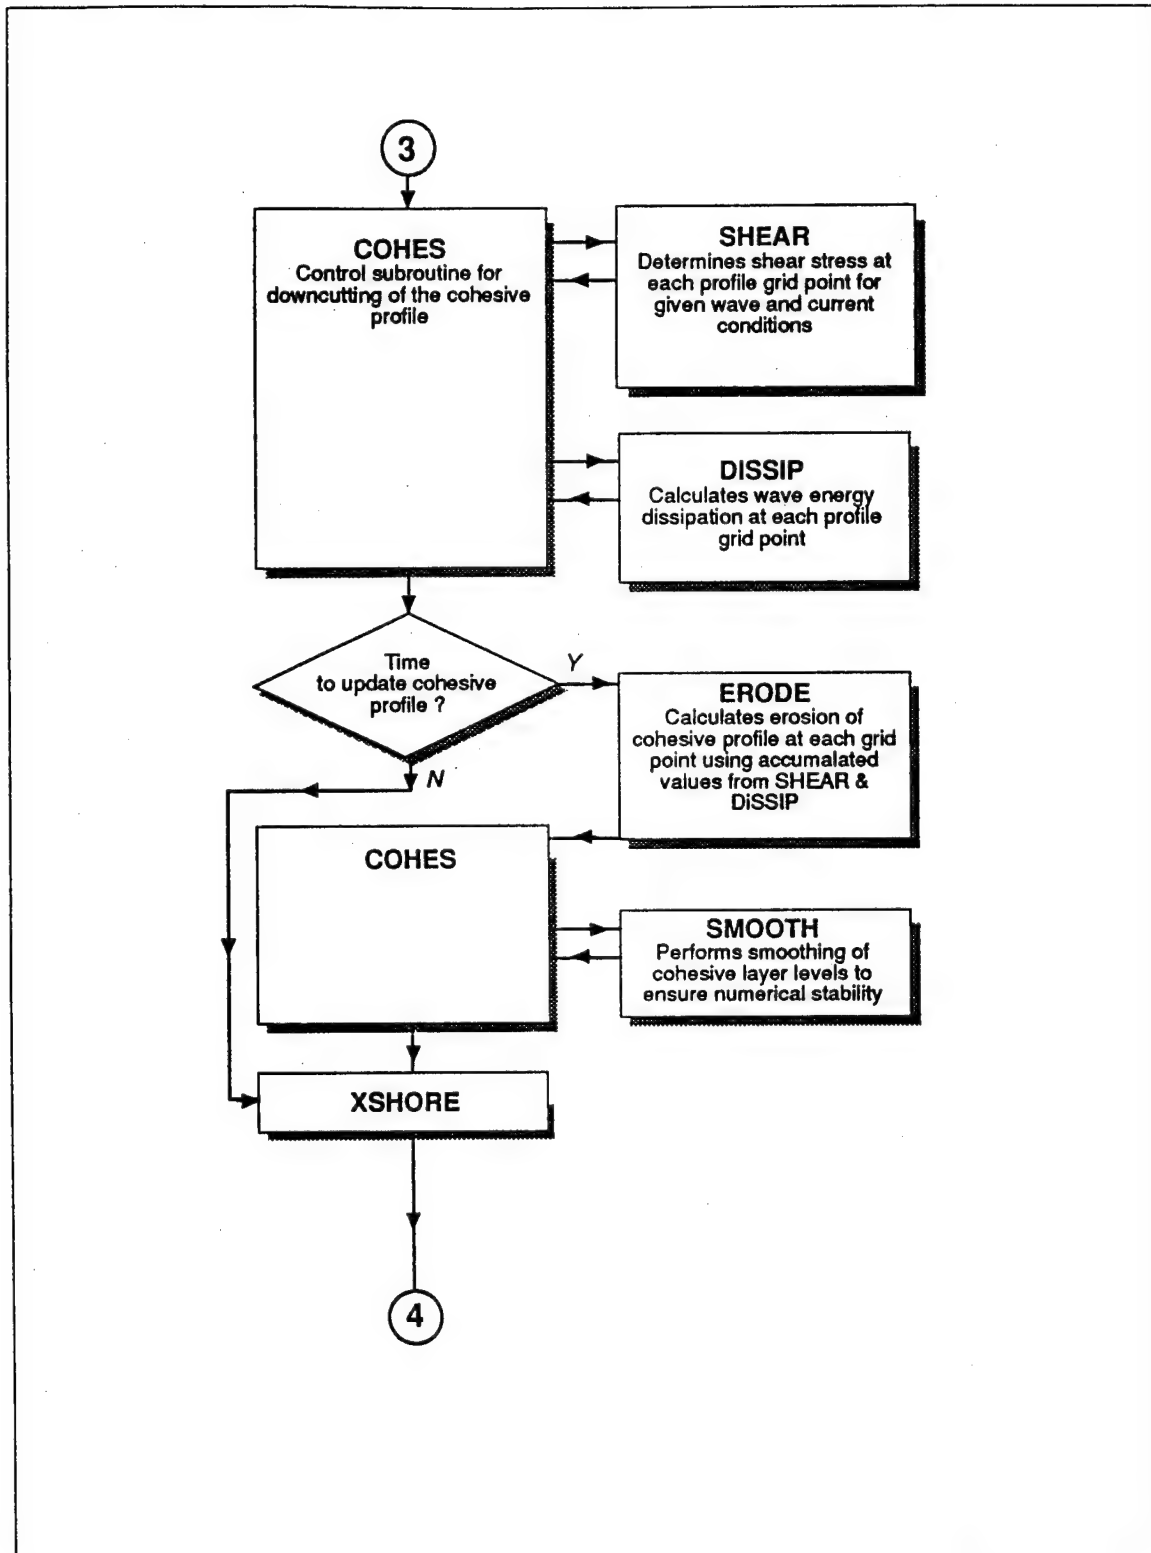 3
COHES
Control subroutine for
downcutting of the cohesive
profile
SHEAR
Determines shear stress at
each profile grid point for
given wave and current
conditions
DISSIP
Calculates wave energy
dissipation at each profile
grid point
Time
to update cohesive
profile ?
Y
N
ERODE
Calculates erosion of
cohesive profile at each grid
point using accumalated
values from SHEAR &
DiSSIP
COHES
SMOOTH
Performs smoothing of
cohesive layer levels to
ensure numerical stability
XSHORE
4